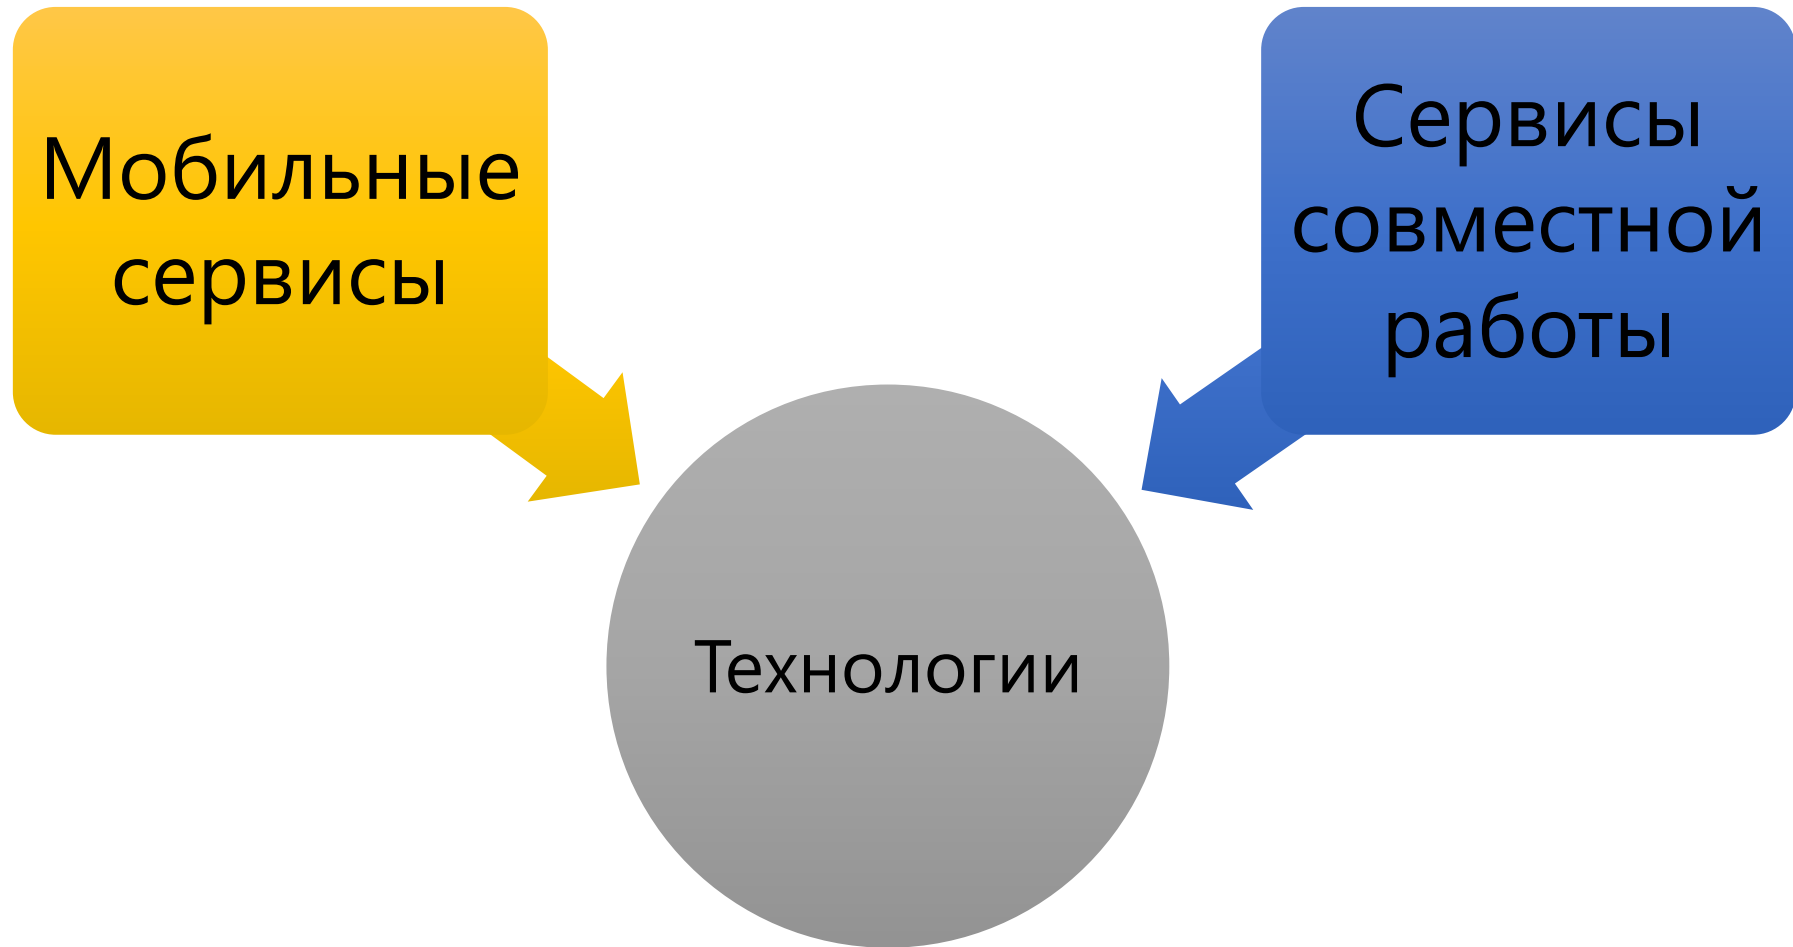 Мобильные
сервисы
Сервисы
совместной
работы
Технологии